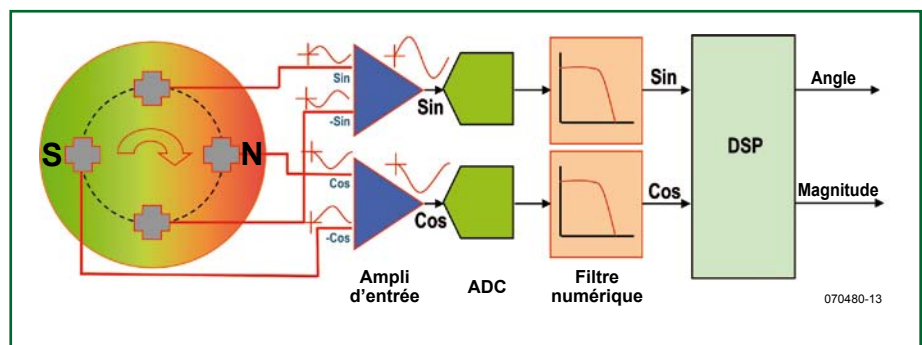 S
N
Sin
-Sin
Cos
-Cos
Sin
Cos
Ampli
d'entrée
ADC
Filtre
numérique
Sin
Cos
DSP
Angle
Magnitude
070480-13